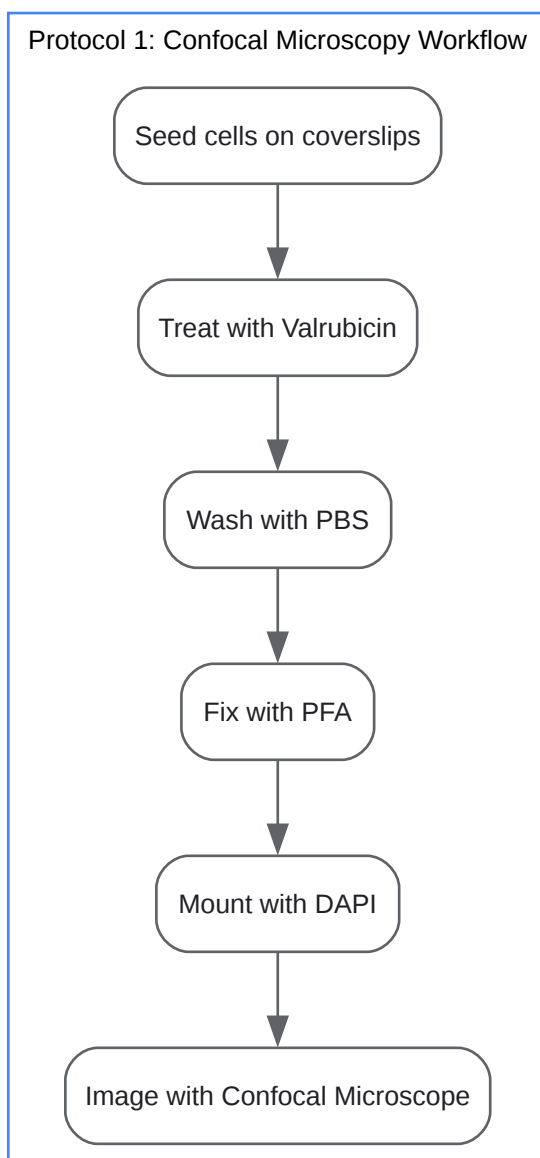 Protocol 1: Confocal Microscopy Workflow
Seed cells on coverslips
Treat with Valrubicin
Wash with PBS
Fix with PFA
Mount with DAPI
Image with Confocal Microscope